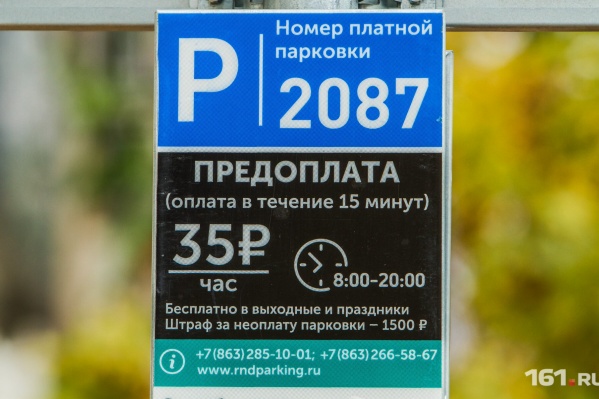 P
Номер платной
парковки
2087
ПРЕДОПЛАТА
(оплата в течение 15 минут)
35₽
час
8:00–20:00
Бесплатно в выходные и праздники
Штраф за неоплату парковки – 1500 ₽
i
+7(863)285-10-01; +7(863)266-58-67
www.rndparking.ru
161.RU